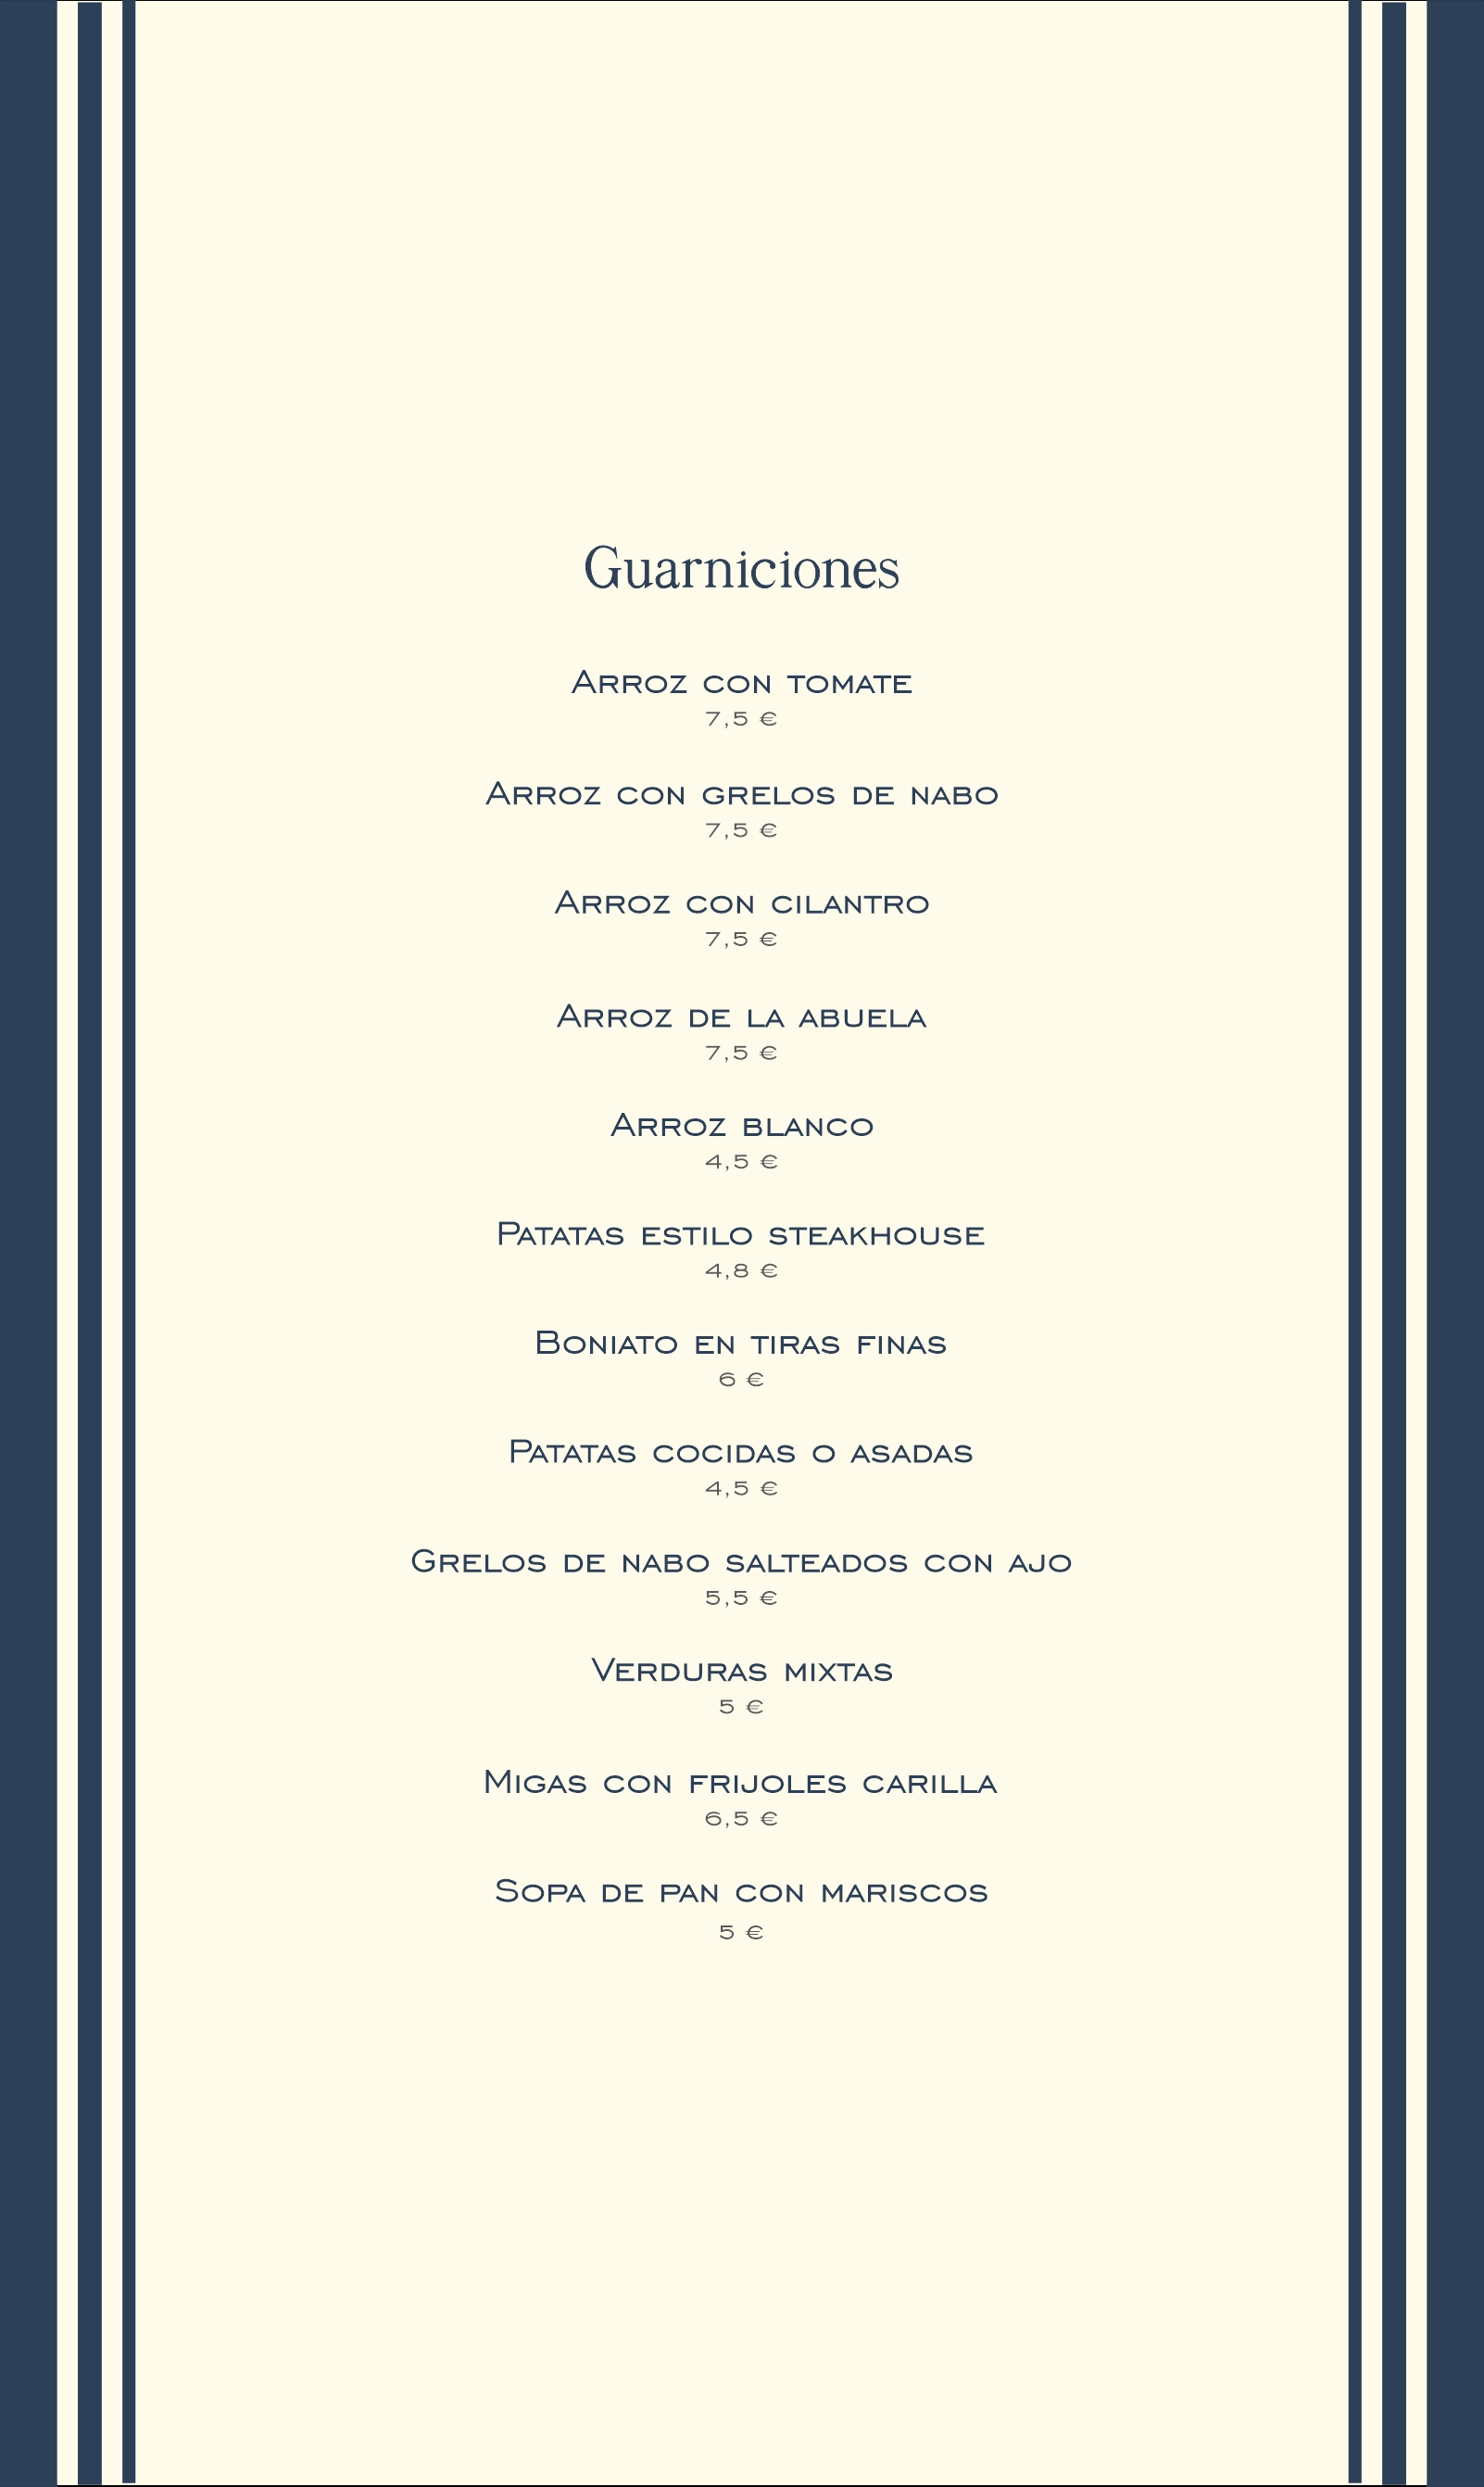 Guarniciones
Arroz con tomate
7,5 €
Arroz con grelos de nabo
7,5 €
Arroz con cilantro
7,5 €
Arroz de la abuela
7,5 €
Arroz blanco
4,5 €
Patatas estilo steakhouse
4,8 €
Boniato en tiras finas
6 €
Patatas cocidas o asadas
4,5 €
Grelos de nabo salteados con ajo
5,5 €
Verduras mixtas
5 €
Migas con frijoles carilla
6,5 €
Sopa de pan con mariscos
5 €